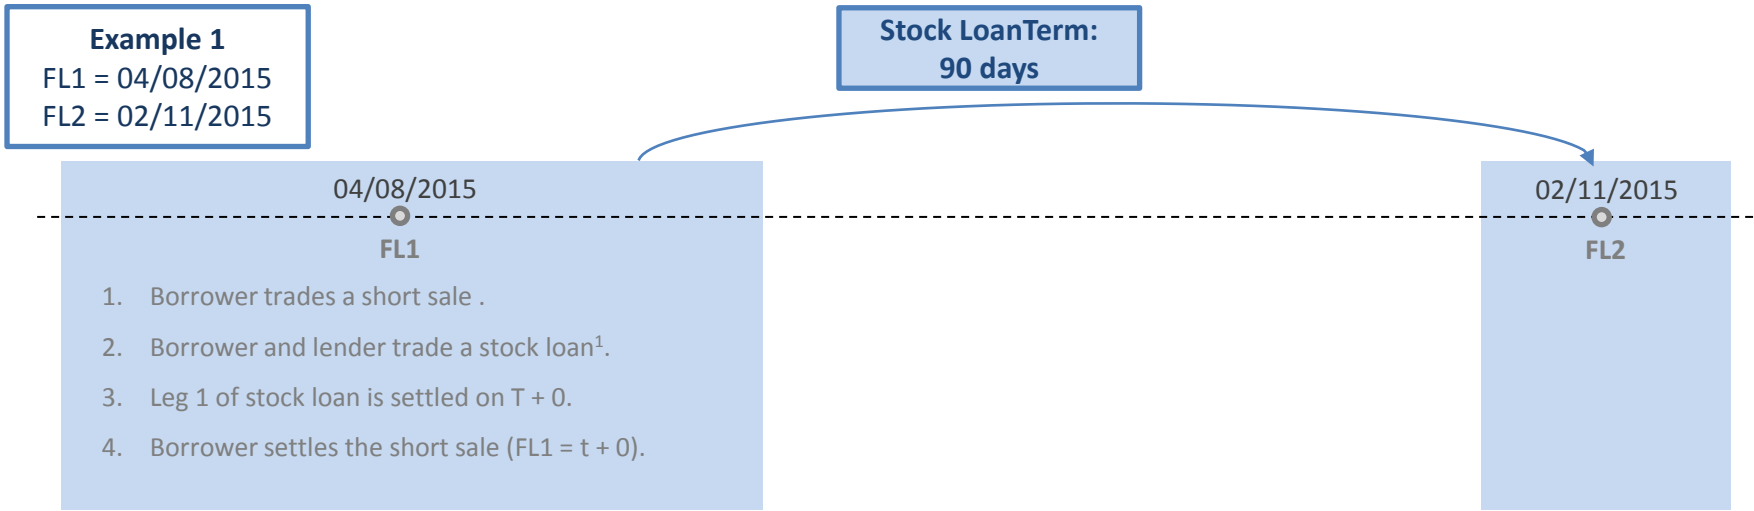 Example 1
FL1 = 04/08/2015
FL2 = 02/11/2015
Stock LoanTerm:
90 days
04/08/2015
FL1
1. Borrower trades a short sale .
2. Borrower and lender trade a stock loan¹.
3. Leg 1 of stock loan is settled on T + 0.
4. Borrower settles the short sale (FL1 = t + 0).
02/11/2015
FL2